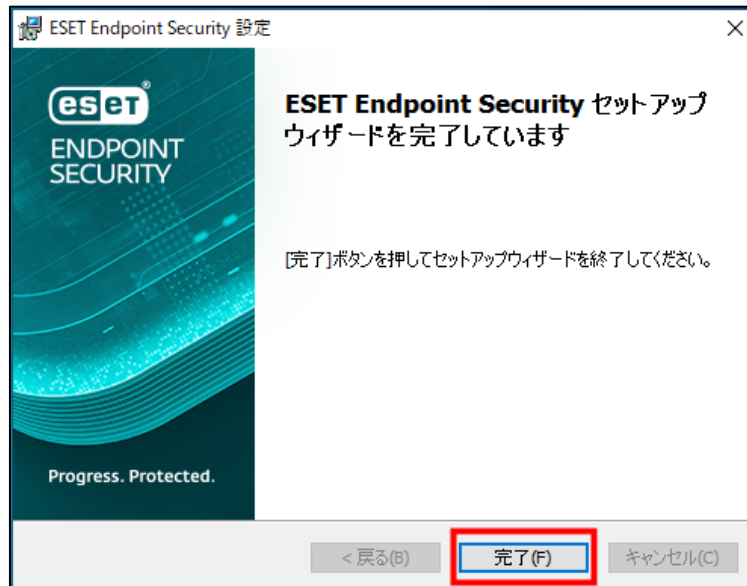 ESET Endpoint Security 設定
eset
ENDPOINT
SECURITY
Progress. Protected.
ESET Endpoint Security セットアップ
ウィザードを完了しています
[完了]ボタンを押してセットアップウィザードを終了してください。
< 戻る(B)
完了(F)
キャンセル(C)